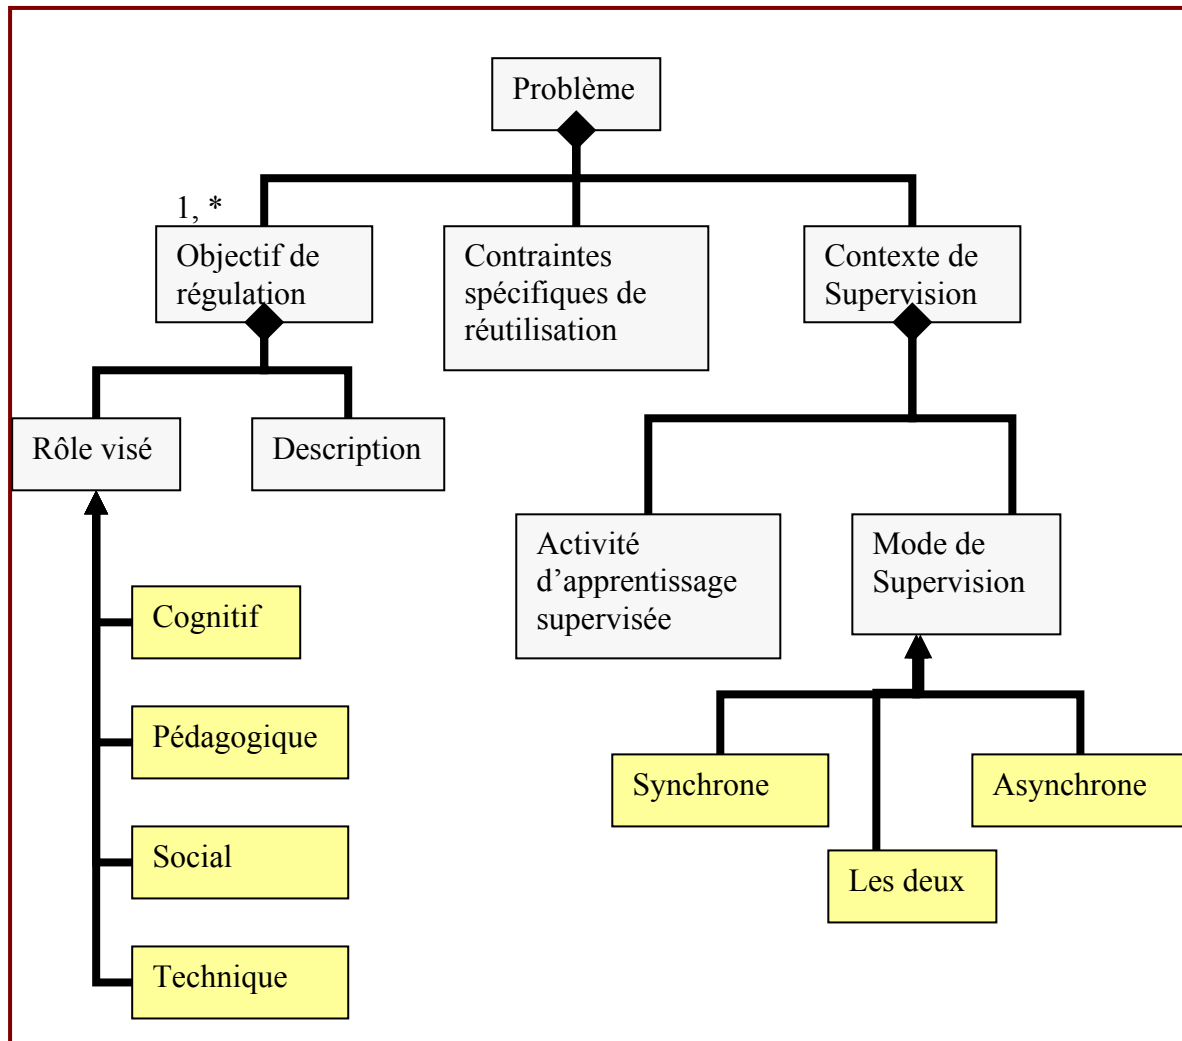 Problème
1, *
Objectif de
régulation
Contraintes
spécifiques de
réutilisation
Contexte de
Supervision
Rôle visé
Description
Activité
d’apprentissage
supervisée
Mode de
Supervision
Cognitif
Pédagogique
Social
Technique
Synchrone
Asynchrone
Les deux